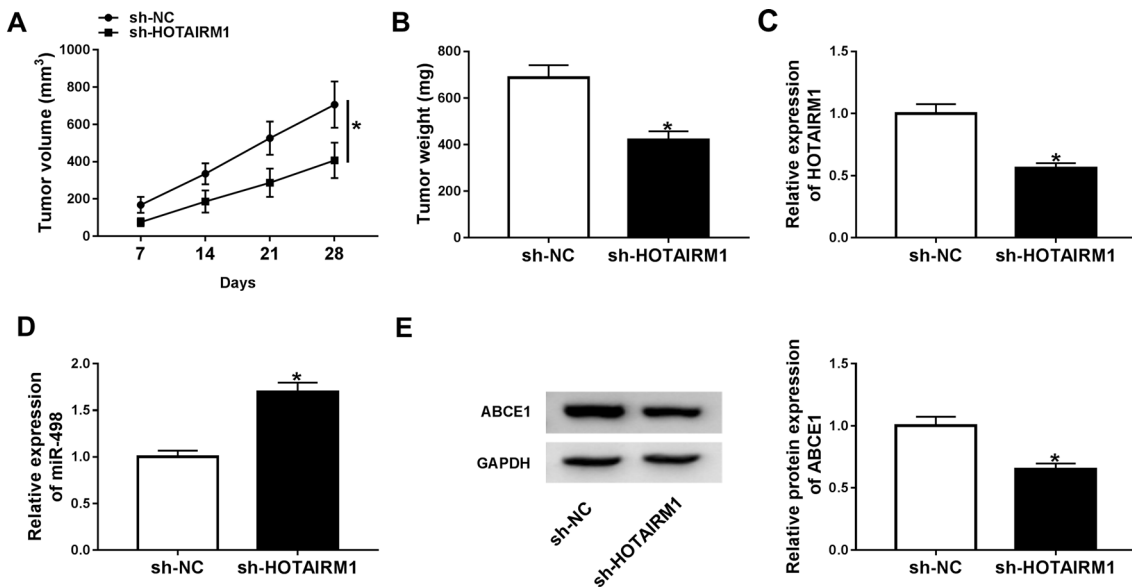 A
sh-NC
sh-HOTAIRM1
Tumor volume (mm³)
1000
800
600
400
200
0
7 14 21 28
Days
*
B
Tumor weight (mg)
800
600
400
200
0
*
sh-NC sh-HOTAIRM1
C
Relative expression
of HOTAIRM1
1.5
1.0
0.5
0.0
*
sh-NC sh-HOTAIRM1
D
Relative expression
of miR-498
2.0
1.5
1.0
0.5
0.0
*
sh-NC sh-HOTAIRM1
E
ABCE1
GAPDH
sh-NC
sh-HOTAIRM1
Relative protein expression
of ABCE1
1.5
1.0
0.5
0.0
*
sh-NC sh-HOTAIRM1